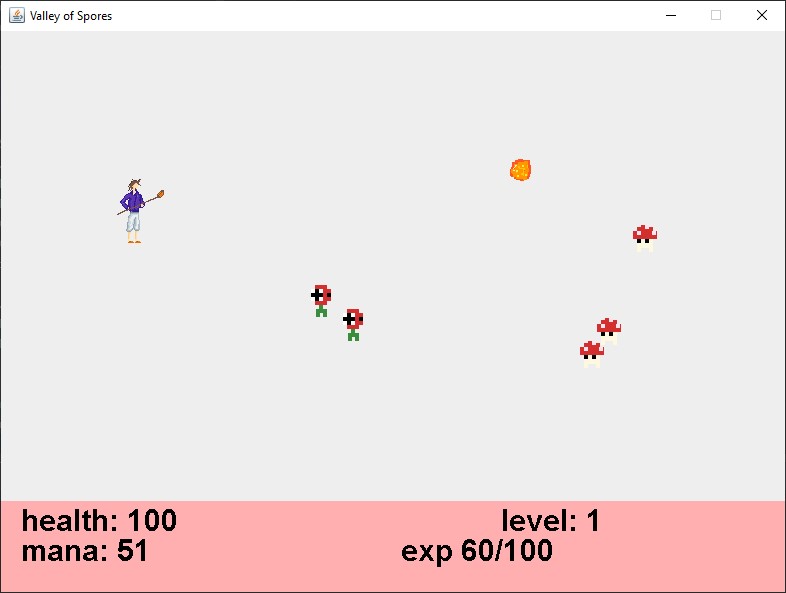 Valley of Spores
health: 100
level: 1
mana: 51
exp 60/100